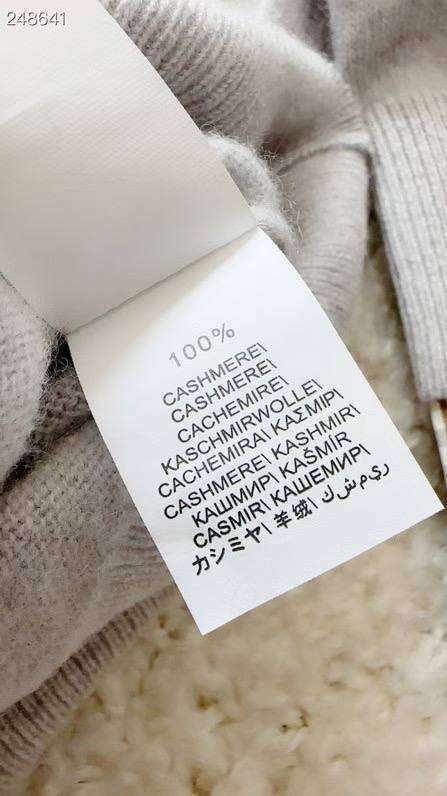 248641
100%
CASHMERE\
CASHMERE\
CACHEMIRE\
KASCHMIRWOLLE\
CACHEMIRA\ ΚΑΣΜΙΡ\
CASHMERE\ KASHMIR\
КАШМИР\ KAŠMÍR
CASMIR\ КАШЕМИР\
カシミヤ\ 羊绒\ ك ش م ري